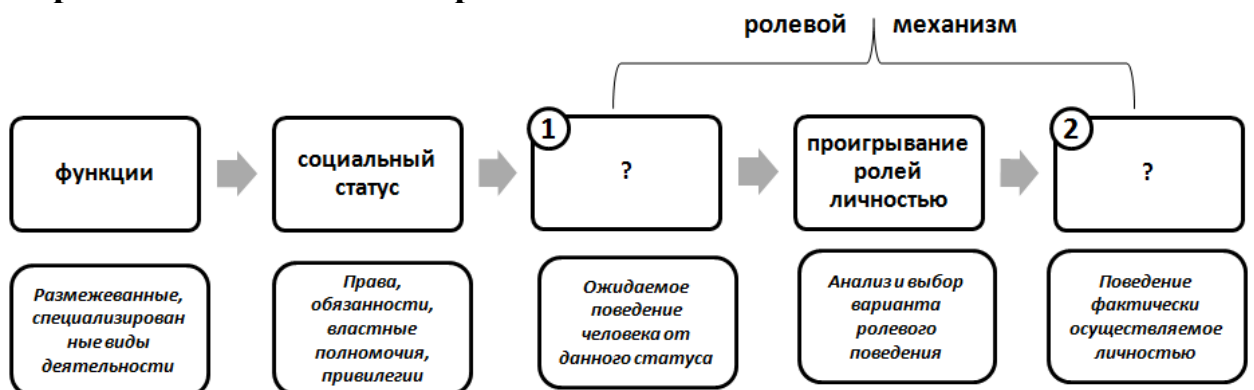 ролевой механизм
функции
социальный
статус
1
?
проигрывание
ролей
личностью
2
?
Размежеванные,
специализирован
ные виды
деятельности
Права,
обязанности,
властные
полномочия,
привилегии
Ожидаемое
поведение
человека от
данного статуса
Анализ и выбор
варианта
ролевого
поведения
Поведение
фактически
осуществляемое
личностью